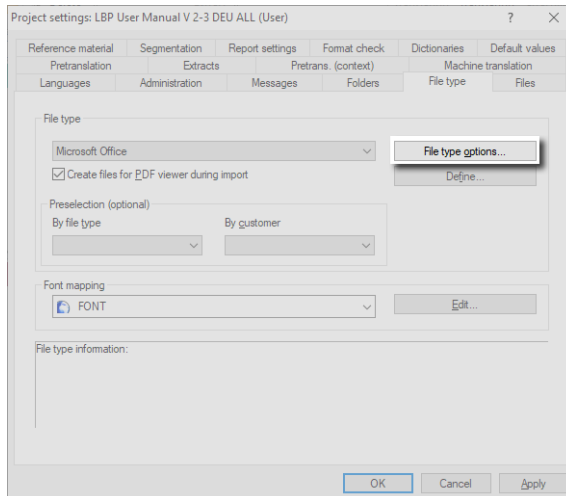 Project settings: LBP User Manual V 2-3 DEU ALL (User) ?
Reference material Segmentation Report settings Format check Dictionaries Default values
Pretranslation Extracts Pretrans. (context) Machine translation
Languages Administration Messages Folders File type Files
File type
Microsoft Office File type options...
Create files for PDF viewer during import Define...
Preselection (optional)
By file type By customer
Font mapping
FONT Edit...
File type information:
OK Cancel Apply